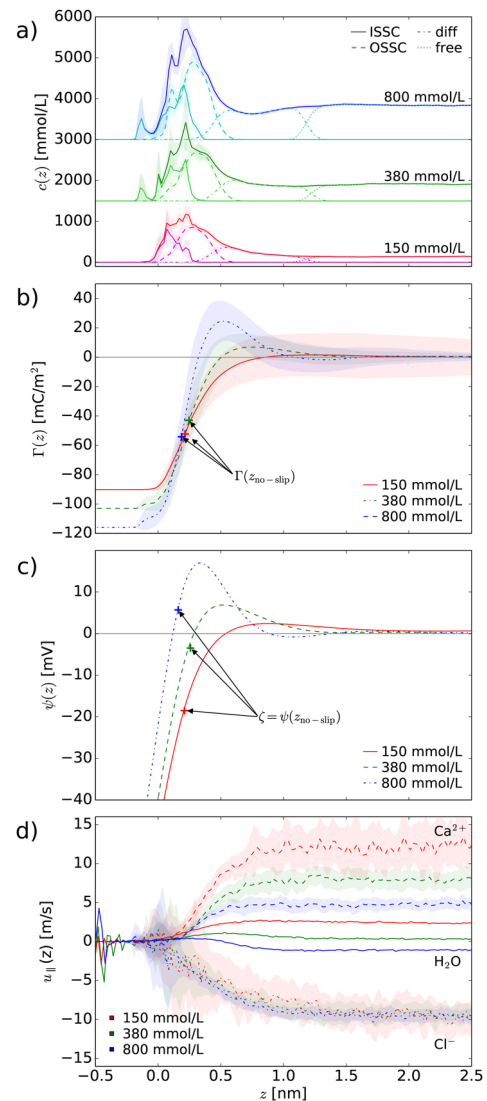 a)
c(z) [mmol/L]
6000
5000
4000
3000
2000
1000
0
ISSC
OSSC
diff
free
800 mmol/L
380 mmol/L
150 mmol/L
b)
Γ(z) [mC/m²]
40
20
0
−20
−40
−60
−80
−100
−120
Γ(z_no−slip)
150 mmol/L
380 mmol/L
800 mmol/L
c)
ψ(z) [mV]
10
0
−10
−20
−30
−40
ζ=ψ(z_no−slip)
150 mmol/L
380 mmol/L
800 mmol/L
d)
u_∥(z) [m/s]
15
10
5
0
−5
−10
−15
Ca²⁺
H₂O
Cl⁻
150 mmol/L
380 mmol/L
800 mmol/L
−0.5 0.0 0.5 1.0 1.5 2.0 2.5
z [nm]